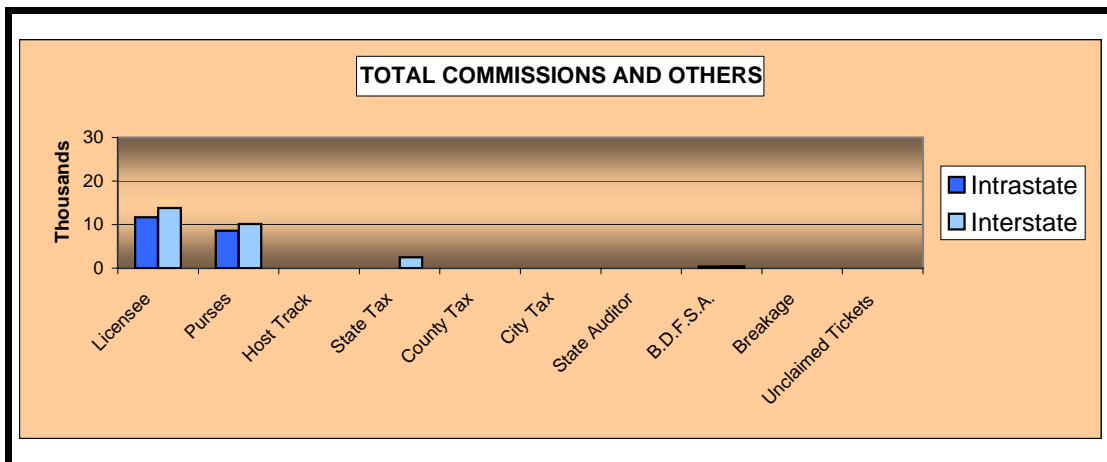 TOTAL COMMISSIONS AND OTHERS
Thousands
30
20
10
0
Licensee
Purses
Host Track
State Tax
County Tax
City Tax
State Auditor
B.D.F.S.A.
Breakage
Unclaimed Tickets
Intrastate
Interstate